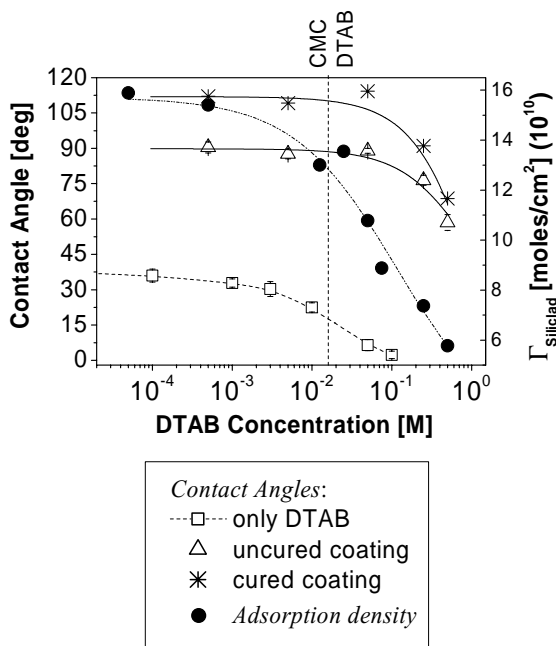 CMC
DTAB
120
105
90
75
60
45
30
15
0
Contact Angle [deg]
16
14
12
10
8
6
Γ Siliclad [moles/cm²] (10¹⁰)
10⁻⁴ 10⁻³ 10⁻² 10⁻¹ 10⁰
DTAB Concentration [M]
Contact Angles:
only DTAB
uncured coating
cured coating
Adsorption density